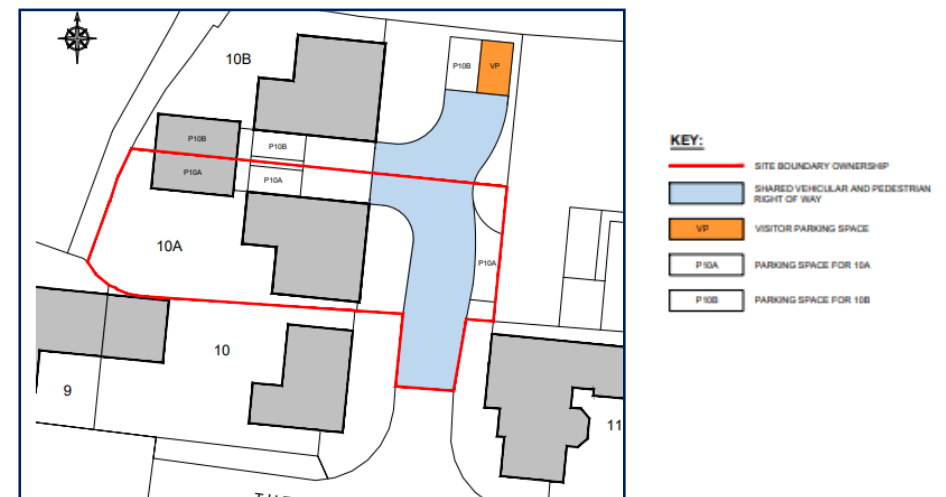 10B
P10B
VP
P10B
P10B
P10A
P10A
10A
P10A
10
9
11
KEY:
SITE BOUNDARY OWNERSHIP
SHARED VEHICULAR AND PEDESTRIAN
RIGHT OF WAY
VP
VISITOR PARKING SPACE
P10A
PARKING SPACE FOR 10A
P10B
PARKING SPACE FOR 10B